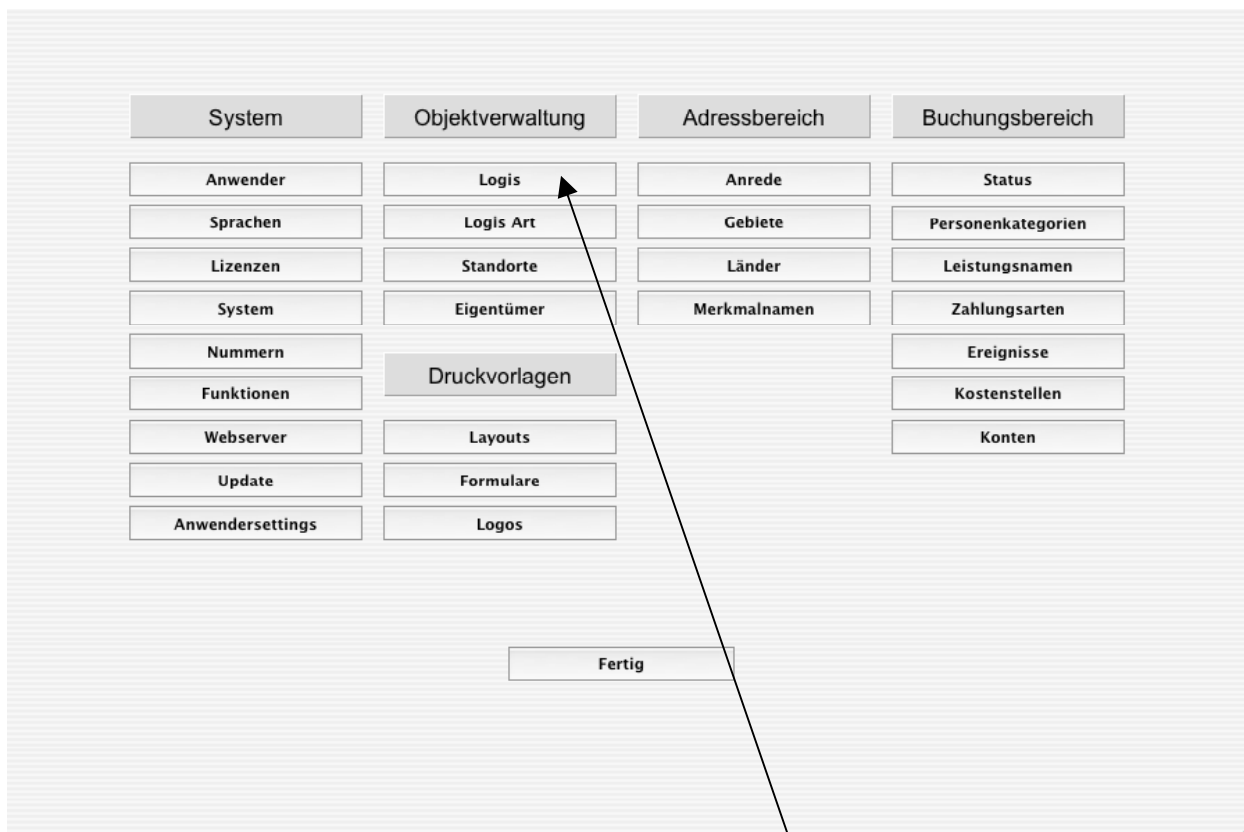 System
Anwender
Sprachen
Lizenzen
System
Nummern
Funktionen
Webserver
Update
Anwendersettings
Objektverwaltung
Logis
Logis Art
Standorte
Eigentümer
Druckvorlagen
Layouts
Formulare
Logos
Adressbereich
Anrede
Gebiete
Länder
Merkmalnamen
Buchungsbereich
Status
Personenkategorien
Leistungsnamen
Zahlungsarten
Ereignisse
Kostenstellen
Konten
Fertig